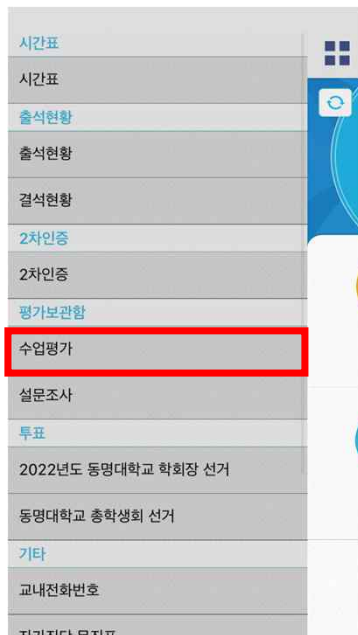 시간표
시간표
출석현황
출석현황
결석현황
2차인증
2차인증
평가보관함
수업평가
설문조사
투표
2022년도 동명대학교 학회장 선거
동명대학교 총학생회 선거
기타
교내전화번호